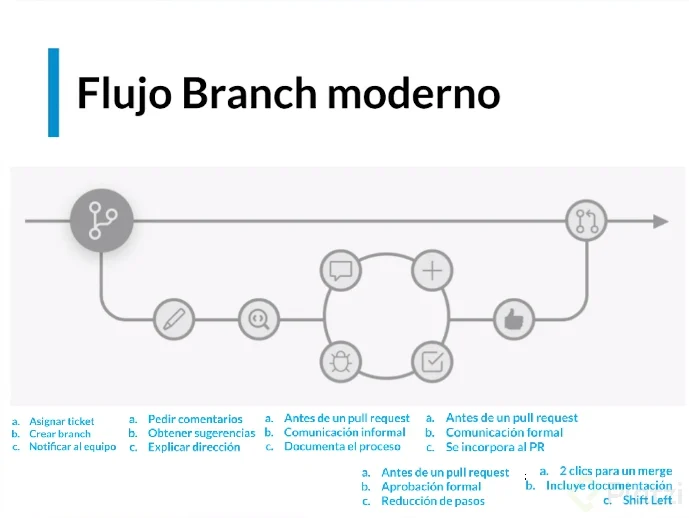 Flujo Branch moderno
a. Asignar ticket
b. Crear branch
c. Notificar al equipo
a. Pedir comentarios
b. Obtener sugerencias
c. Explicar dirección
a. Antes de un pull request
b. Comunicación informal
c. Documenta el proceso
a. Antes de un pull request
b. Comunicación formal
c. Se incorpora al PR
a. Antes de un pull request
b. Aprobación formal
c. Reducción de pasos
a. 2 clics para un merge
b. Incluye documentación
c. Shift Left